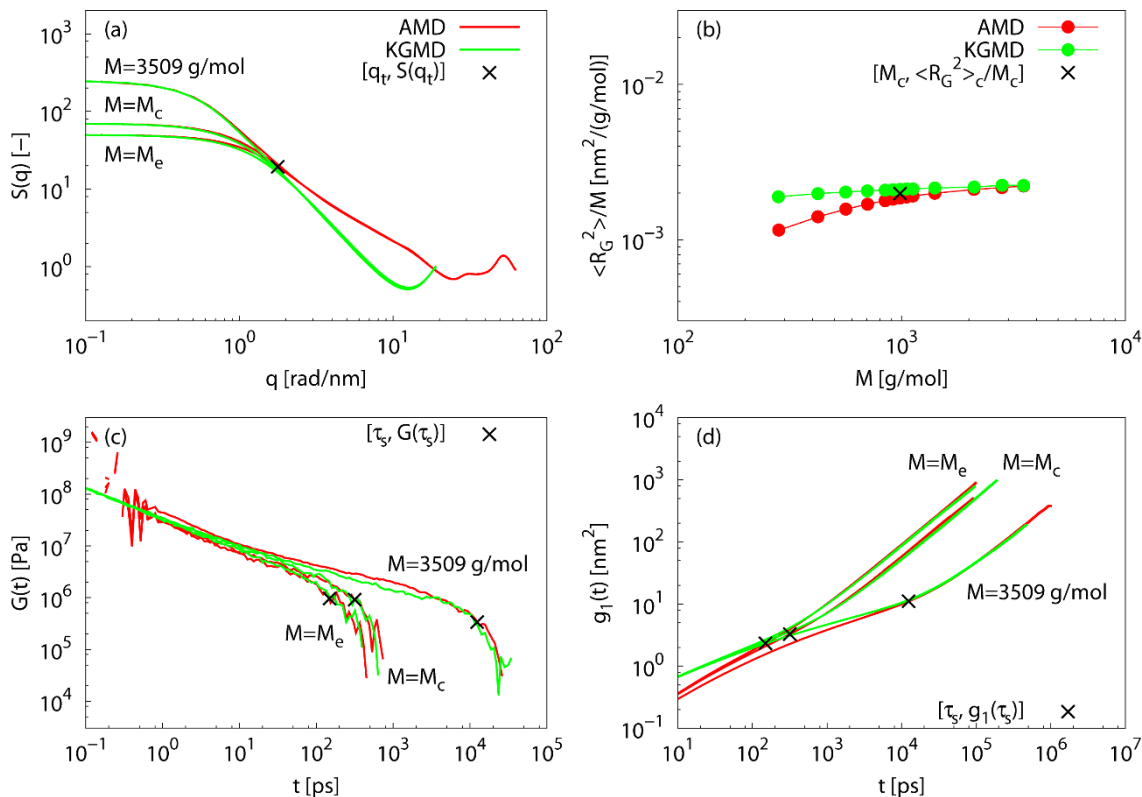 (a)
AMD
KGMD
[q_t, S(q_t)]
M=3509 g/mol
M=M_c
M=M_e
S(q) [–]
10^3
10^2
10^1
10^0
10^−1
10^0
10^1
10^2
q [rad/nm]
(b)
AMD
KGMD
[M_c, <R_G^2>_c/M_c]
<R_G^2>/M [nm^2/(g/mol)]
10^−2
10^−3
10^2
10^3
10^4
M [g/mol]
(c)
[τ_s, G(τ_s)]
M=3509 g/mol
M=M_e
M=M_c
G(t) [Pa]
10^9
10^8
10^7
10^6
10^5
10^4
10^−1
10^0
10^1
10^2
10^3
10^4
10^5
t [ps]
(d)
M=M_e
M=M_c
M=3509 g/mol
[τ_s, g_1(τ_s)]
g_1(t) [nm^2]
10^4
10^3
10^2
10^1
10^0
10^−1
10^1
10^2
10^3
10^4
10^5
10^6
10^7
t [ps]